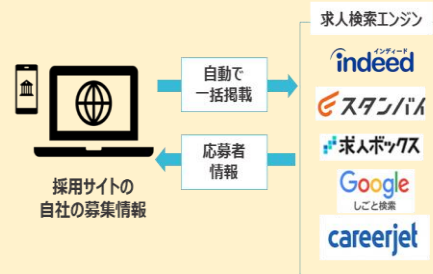 求人検索エンジン
インディード
indeed
自動で
一括掲載
スタンバイ
応募者
情報
求人ボックス
Google
しごと検索
採用サイトの
自社の募集情報
careerjet